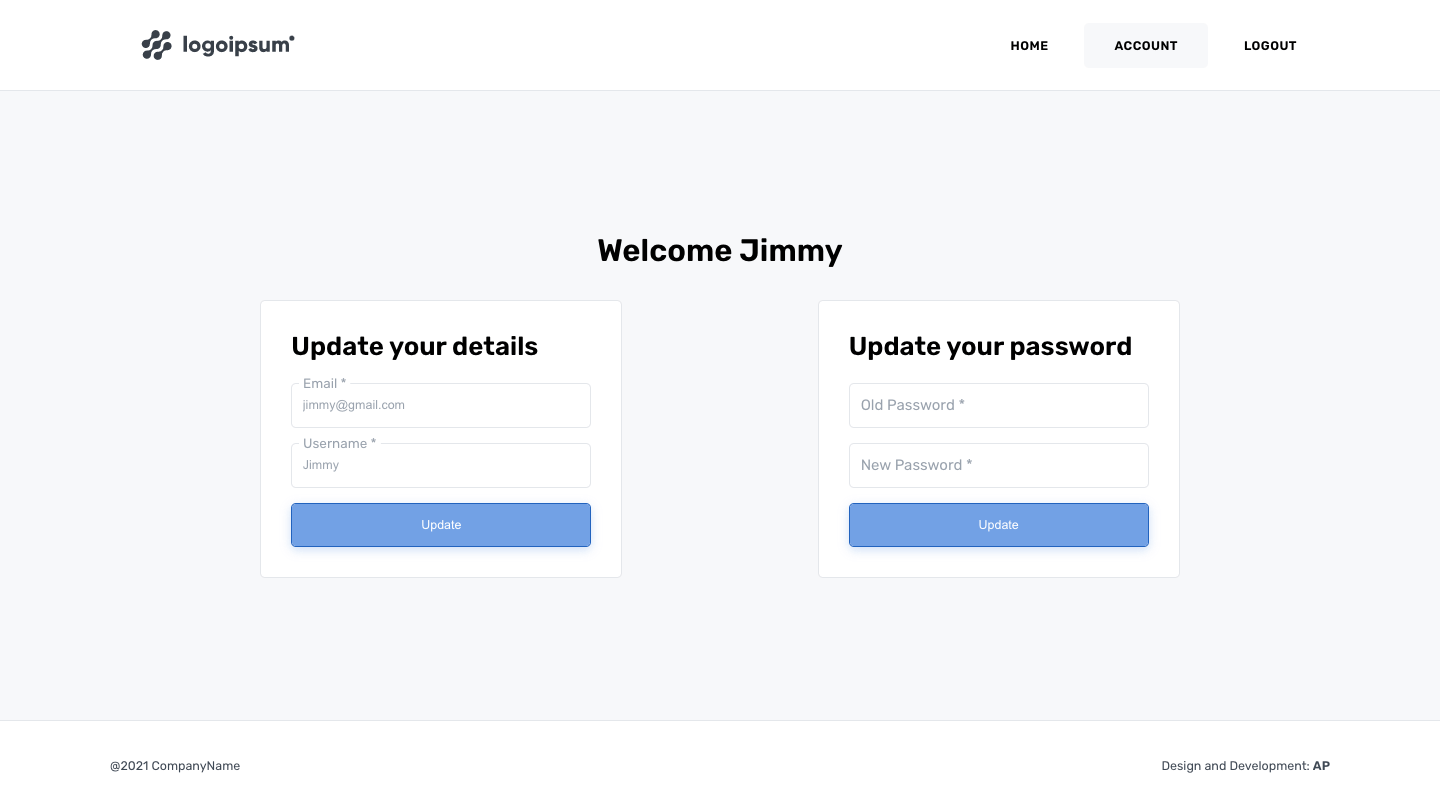 logoipsum
HOME
ACCOUNT
LOGOUT
Welcome Jimmy
Update your details
Email *
jimmy@gmail.com
Username *
Jimmy
Update
Update your password
Old Password *
New Password *
Update
@2021 CompanyName
Design and Development: AP